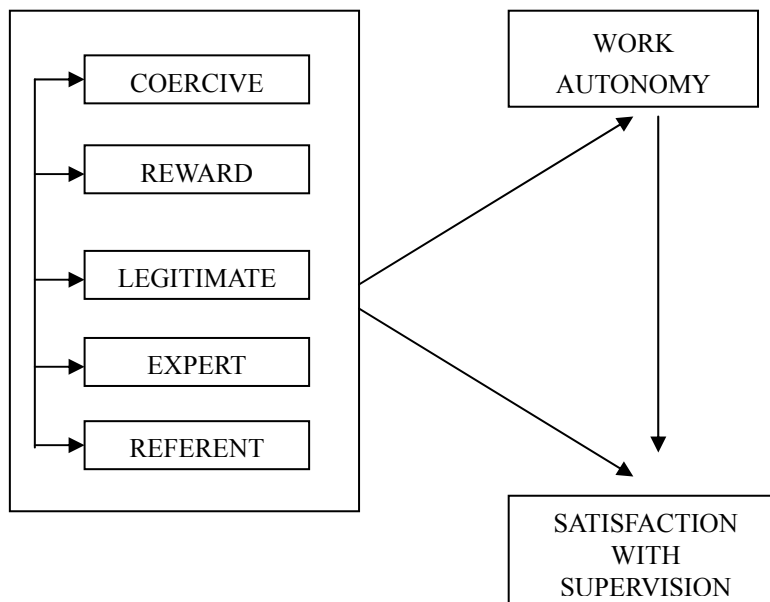 COERCIVE
REWARD
LEGITIMATE
EXPERT
REFERENT
WORK
AUTONOMY
SATISFACTION
WITH
SUPERVISION